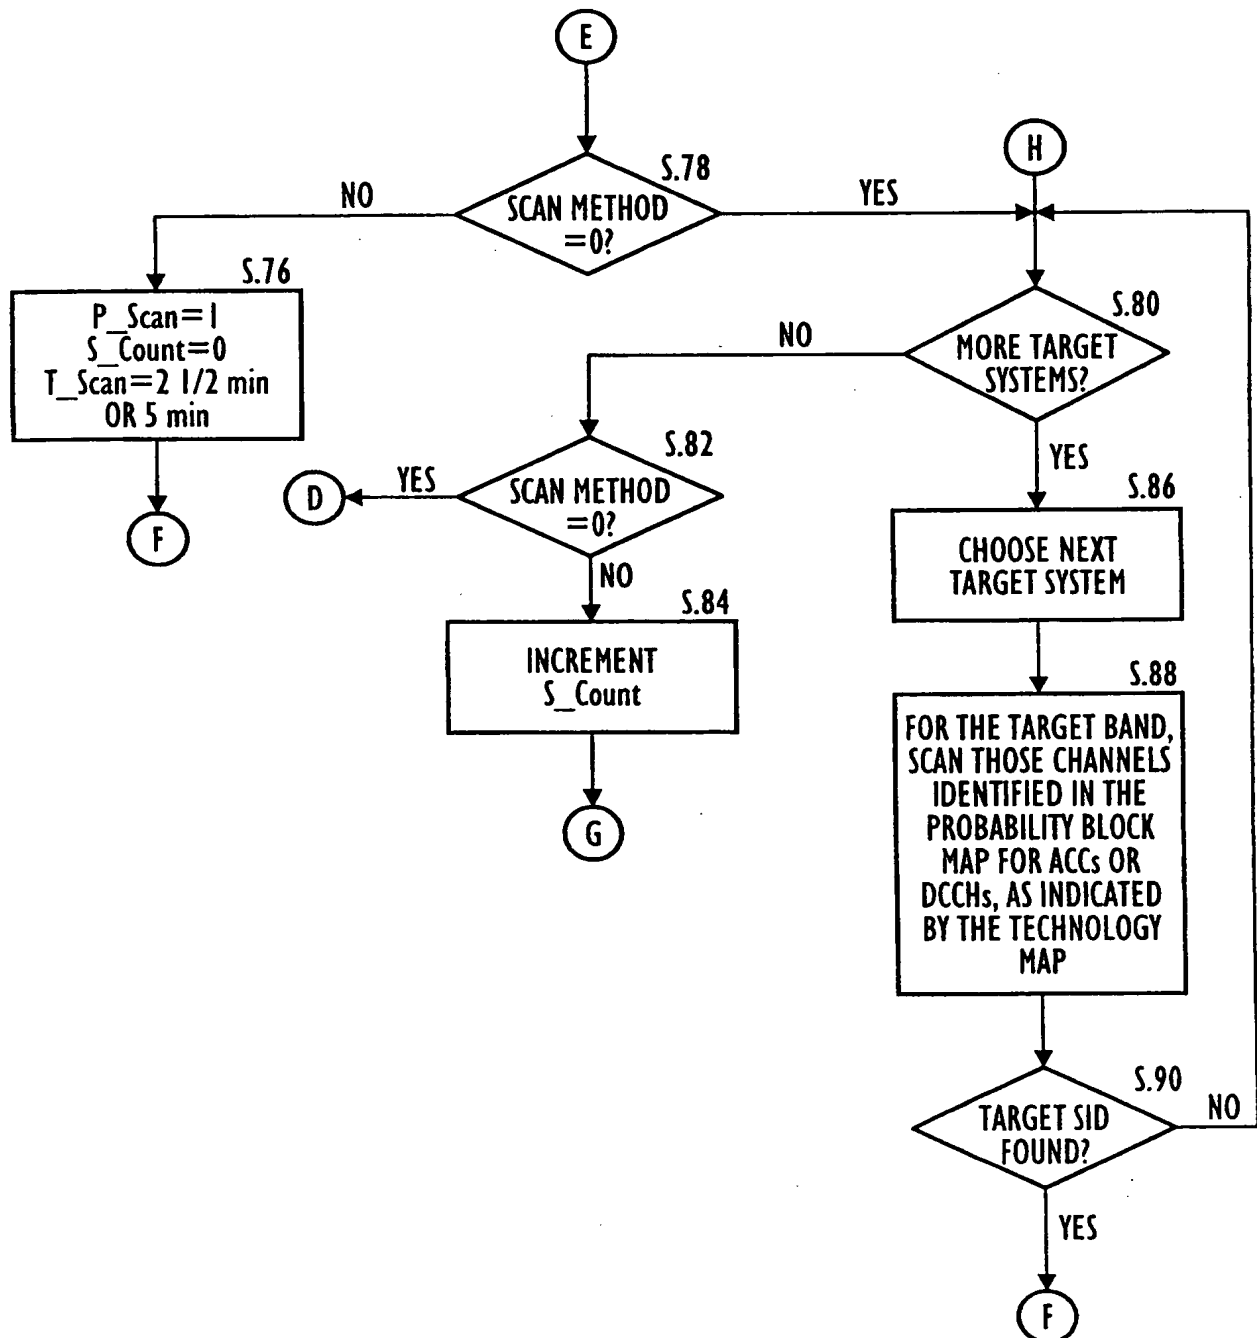 E
S.78
SCAN METHOD
=0?
NO
YES
H
S.76
P_Scan=1
S_Count=0
T_Scan=2 1/2 min
OR 5 min
F
S.80
MORE TARGET
SYSTEMS?
NO
YES
S.82
SCAN METHOD
=0?
YES
D
NO
S.84
INCREMENT
S_Count
G
S.86
CHOOSE NEXT
TARGET SYSTEM
S.88
FOR THE TARGET BAND,
SCAN THOSE CHANNELS
IDENTIFIED IN THE
PROBABILITY BLOCK
MAP FOR ACCs OR
DCCHs, AS INDICATED
BY THE TECHNOLOGY
MAP
S.90
TARGET SID
FOUND?
NO
YES
F